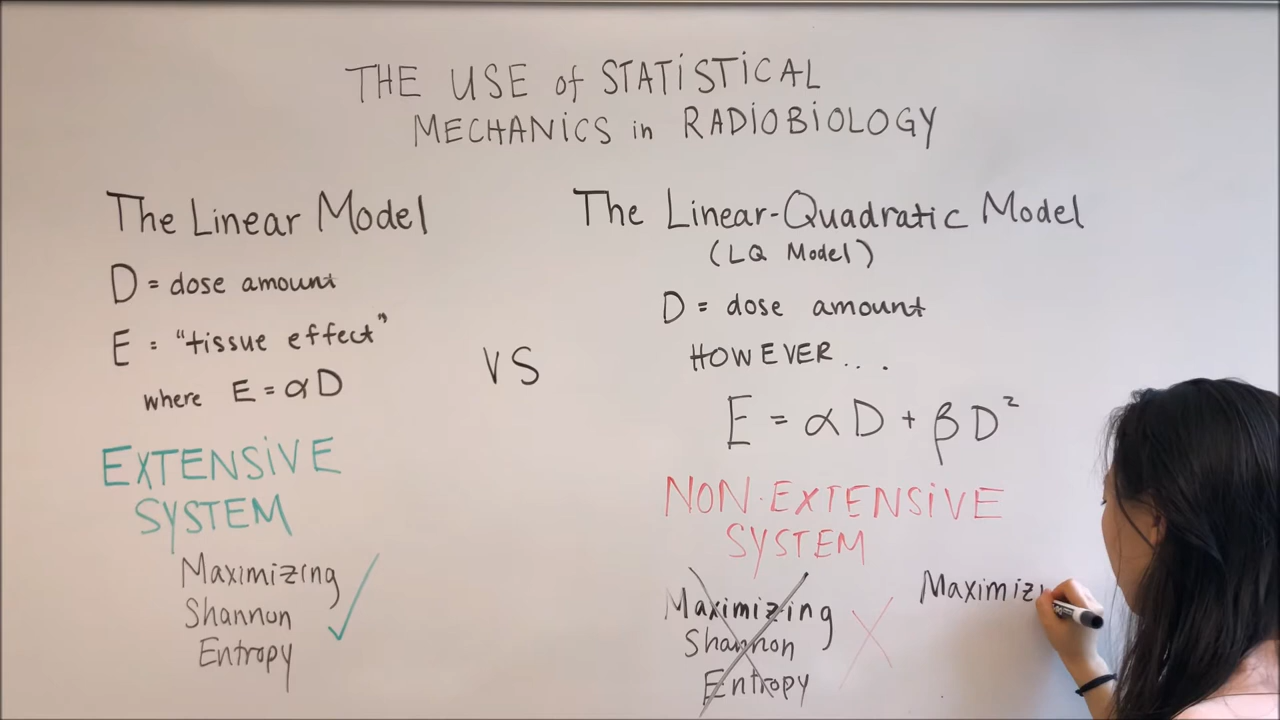 THE USE of STATISTICAL
MECHANICS in RADIOBIOLOGY
The Linear Model
D = dose amount
E = "tissue effect"
where E = αD
EXTENSIVE
SYSTEM
Maximizing
Shannon
Entropy
VS
The Linear-Quadratic Model
(LQ Model)
D = dose amount
HOWEVER...
E = αD + βD²
NON-EXTENSIVE
SYSTEM
Maximizing
Shannon
Entropy
Maximizi